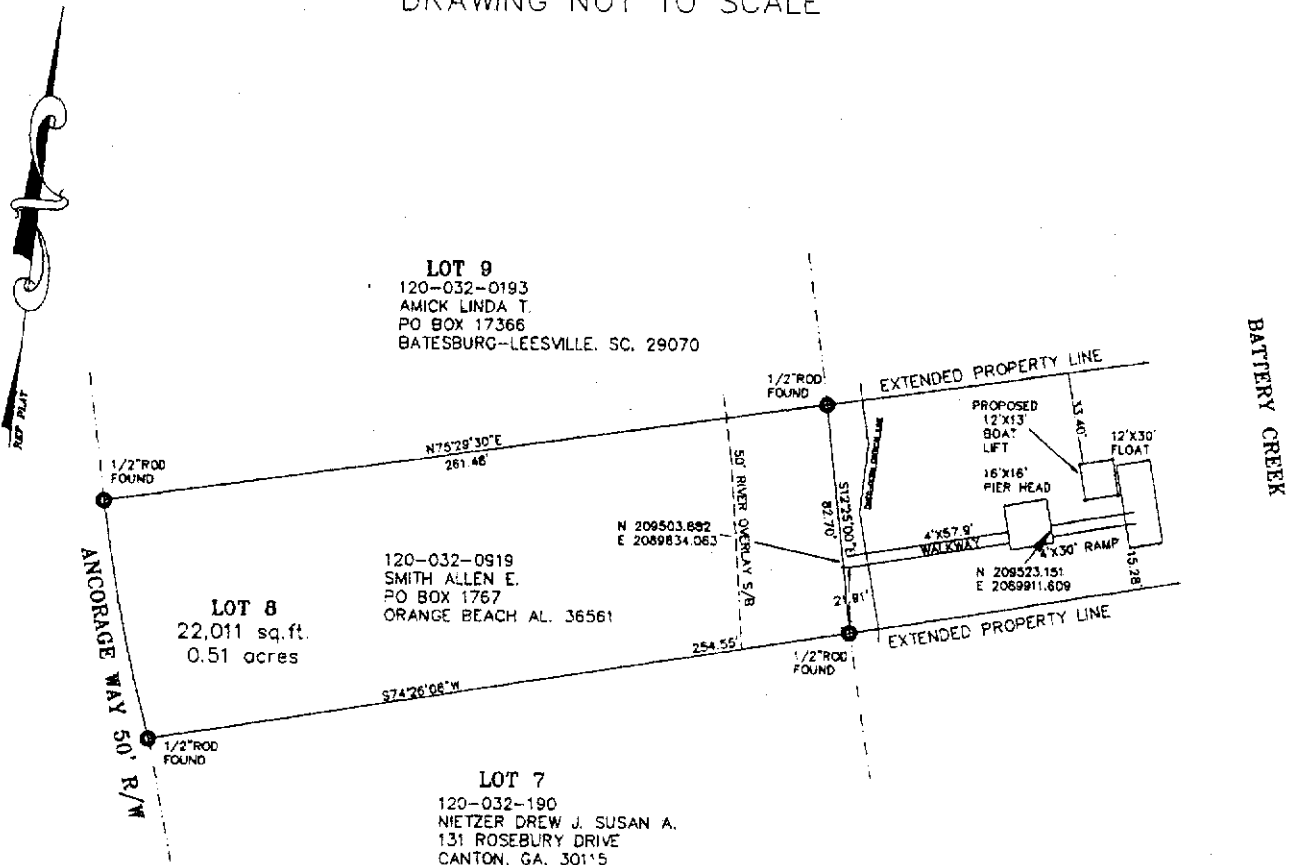 DRAWING NOT TO SCALE
REF PLAT
LOT 9
120-032-0193
AMICK LINDA T.
PO BOX 17366
BATESBURG-LEESVILLE. SC. 29070
1/2"ROD
FOUND
EXTENDED PROPERTY LINE
BATTERY CREEK
PROPOSED
12'X13'
BOAT
LIFT
33.40'
12'X30'
FLOAT
16'X16'
PIER HEAD
1/2"ROD
FOUND
N75°29'30"E
261.46'
50' RIVER OVERLAY S/B
S12°25'00"E
82.70'
N 209503.882
E 2089834.063
4'X57.9'
WALKWAY
4'X30' RAMP
15.28'
N 209523.151
E 2089911.609
21.91'
120-032-0919
SMITH ALLEN E.
PO BOX 1767
ORANGE BEACH AL. 36561
LOT 8
22,011 sq.ft.
0.51 acres
ANCORAGE WAY 50' R/W
254.55'
EXTENDED PROPERTY LINE
1/2"ROD
FOUND
S74°26'08"W
1/2"ROD
FOUND
LOT 7
120-032-190
NIETZER DREW J. SUSAN A.
131 ROSEBURY DRIVE
CANTON, GA. 30115